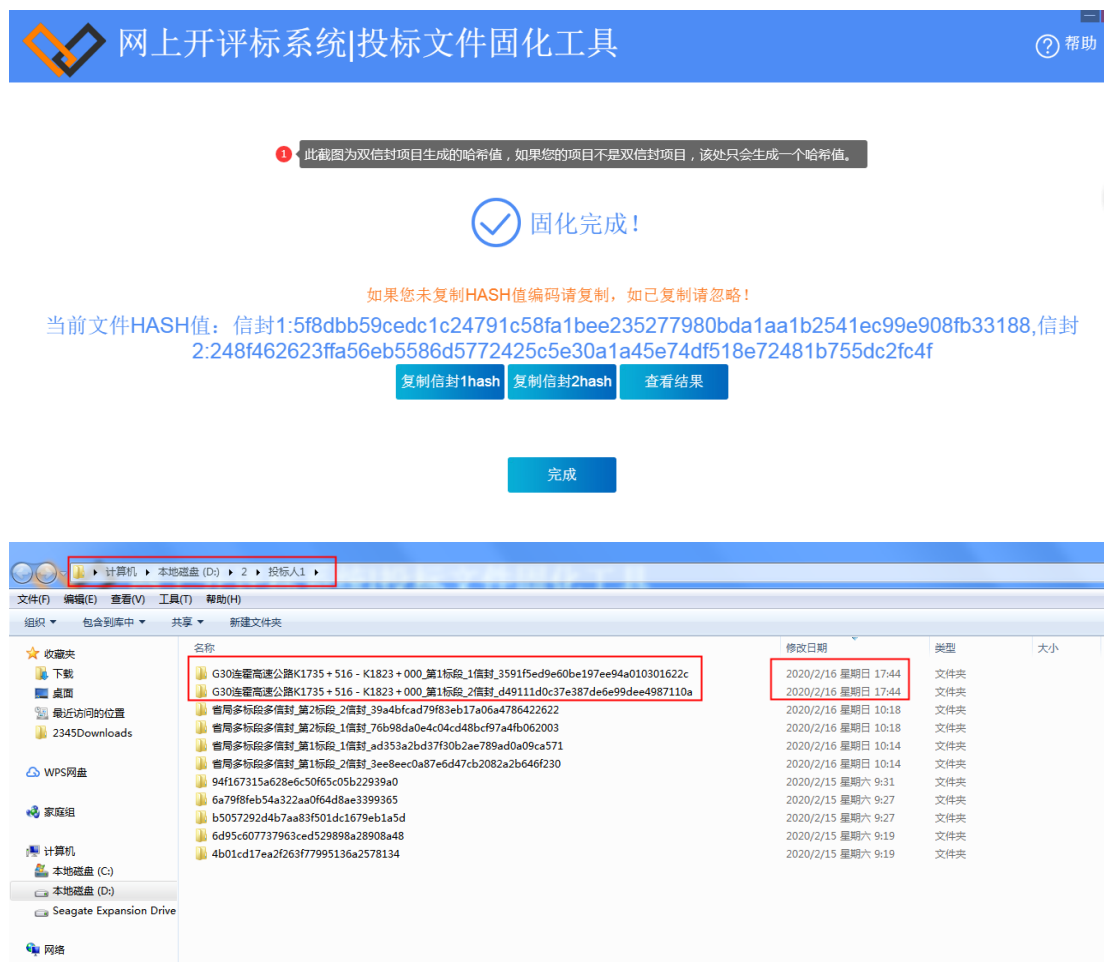 网上开评标系统|投标文件固化工具
帮助
1 此截图为双信封项目生成的哈希值，如果您的项目不是双信封项目，该处只会生成一个哈希值。
固化完成！
如果您未复制HASH值编码请复制，如已复制请忽略！
当前文件HASH值：信封1:5f8dbb59cedc1c24791c58fa1bee235277980bda1aa1b2541ec99e908fb33188,信封
2:248f462623ffa56eb5586d5772425c5e30a1a45e74df518e72481b755dc2fc4f
复制信封1hash 复制信封2hash 查看结果
完成
计算机 本地磁盘 (D:) 2 投标人1
文件(F) 编辑(E) 查看(V) 工具(T) 帮助(H)
组织 包含到库中 共享 新建文件夹
名称 修改日期 类型 大小
收藏夹
下载
桌面
最近访问的位置
2345Downloads
WPS网盘
家庭组
计算机
本地磁盘 (C:)
本地磁盘 (D:)
Seagate Expansion Drive
网络
G30连霍高速公路K1735+516-K1823+000_第1标段_1信封_3591f5ed9e60be197ee94a010301622c 2020/2/16 星期日 17:44 文件夹
G30连霍高速公路K1735+516-K1823+000_第1标段_2信封_d49111d0c37e387de6e99dee4987110a 2020/2/16 星期日 17:44 文件夹
省局多标段多信封_第2标段_2信封_39a4bfcad79f83eb17a06a4786422622 2020/2/16 星期日 10:18 文件夹
省局多标段多信封_第2标段_1信封_76b98da0e4c04cd48bcf97a4fb062003 2020/2/16 星期日 10:18 文件夹
省局多标段多信封_第1标段_1信封_ad353a2bd37f30b2ae789ad0a09ca571 2020/2/16 星期日 10:14 文件夹
省局多标段多信封_第1标段_2信封_3ee8eec0a87e6d47cb2082a2b646f230 2020/2/16 星期日 10:14 文件夹
94f167315a628e6c50f65c05b22939a0 2020/2/15 星期六 9:31 文件夹
6a79f8feb54a322aa0f64d8ae3399365 2020/2/15 星期六 9:27 文件夹
b5057292d4b7aa83f501dc1679eb1a5d 2020/2/15 星期六 9:27 文件夹
6d95c607737963ced529898a28908a48 2020/2/15 星期六 9:19 文件夹
4b01cd17ea2f263f77995136a2578134 2020/2/15 星期六 9:19 文件夹